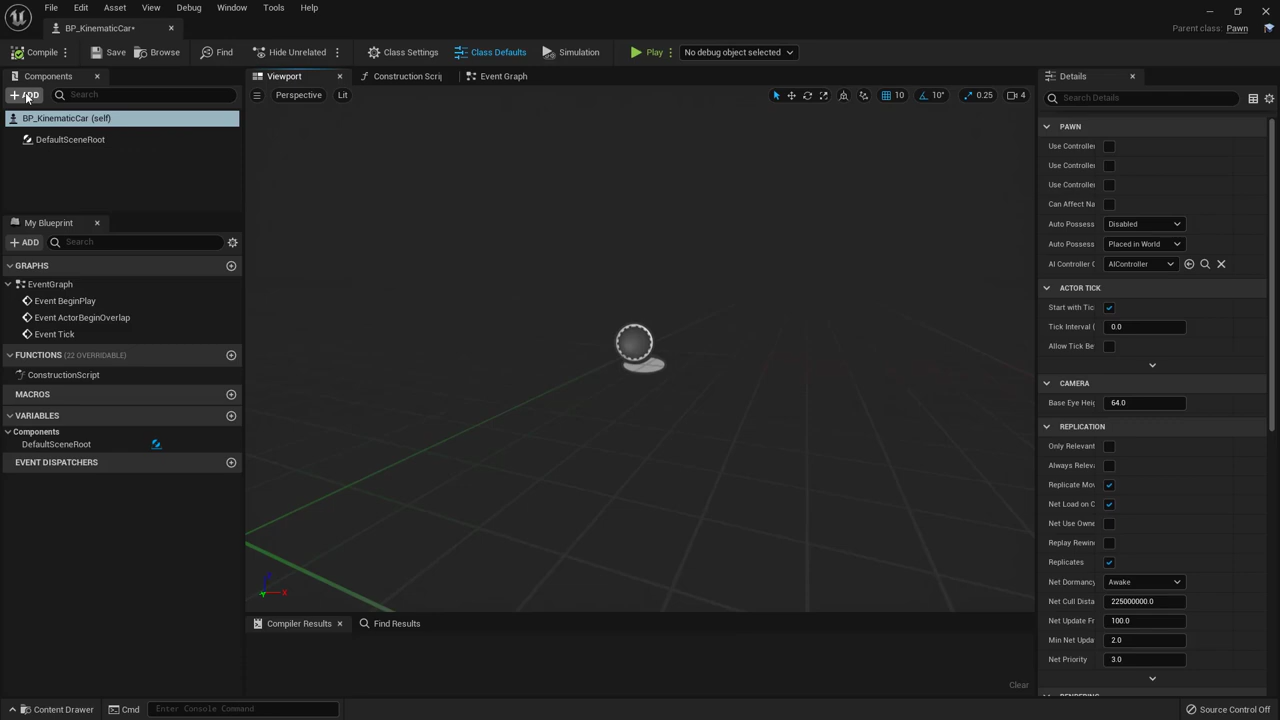 File Edit Asset View Debug Window Tools Help
BP_KinematicCar•
Parent class: Pawn
Compile Save Browse Find Hide Unrelated Class Settings Class Defaults Simulation Play No debug object selected
Components
ADD Search
BP_KinematicCar (self)
DefaultSceneRoot
My Blueprint
ADD Search
GRAPHS
EventGraph
Event BeginPlay
Event ActorBeginOverlap
Event Tick
FUNCTIONS (22 OVERRIDABLE)
ConstructionScript
MACROS
VARIABLES
Components
DefaultSceneRoot
EVENT DISPATCHERS
Viewport Construction Scrip Event Graph
Perspective Lit 10 10° 0.25 4
Compiler Results Find Results
Clear
Details
Search Details
PAWN
Use Controller
Use Controller
Use Controller
Can Affect Na
Auto Possess Disabled
Auto Possess Placed in World
AI Controller C AIController
ACTOR TICK
Start with Tic
Tick Interval ( 0.0
Allow Tick Be
CAMERA
Base Eye Heig 64.0
REPLICATION
Only Relevant
Always Releva
Replicate Mov
Net Load on C
Net Use Owne
Replay Rewin
Replicates
Net Dormancy Awake
Net Cull Dista 225000000.0
Net Update Fr 100.0
Min Net Upda 2.0
Net Priority 3.0
RENDERING
Content Drawer Cmd Enter Console Command Source Control Off